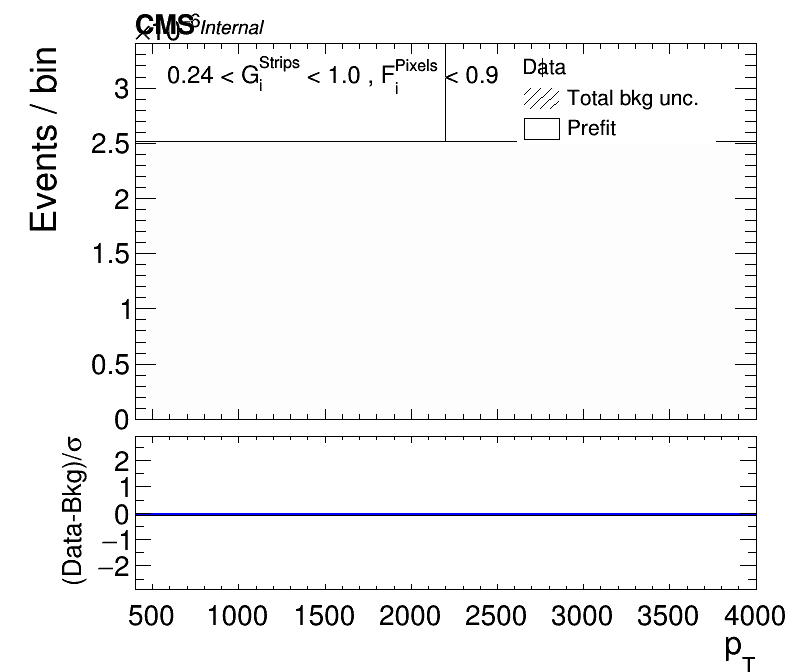 CMS Internal
Events / bin
3
2.5
2
1.5
1
0.5
0
0.24 < G_i^Strips < 1.0 , F_i^Pixels < 0.9
Data
Total bkg unc.
Prefit
(Data-Bkg)/σ
2
1
0
−1
−2
500 1000 1500 2000 2500 3000 3500 4000
p_T